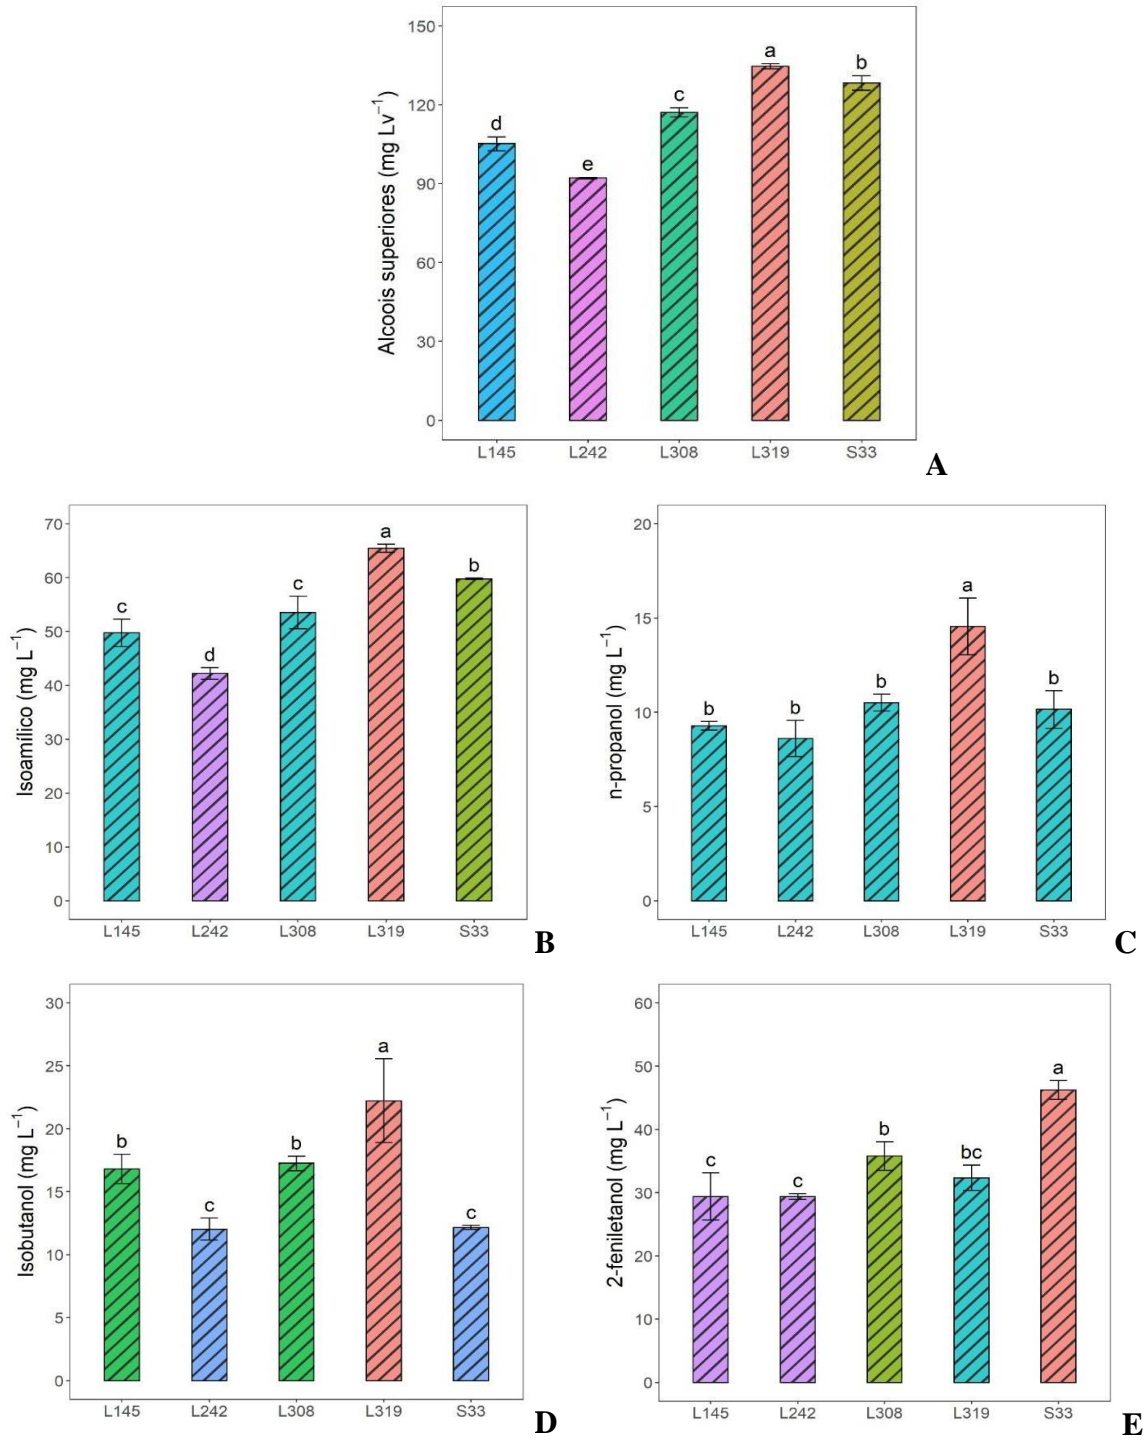 Alcoois superiores (mg Lv⁻¹)
150
120
90
60
30
0
d
e
c
a
b
L145 L242 L308 L319 S33
A
Isoamílico (mg L⁻¹)
70
60
50
40
30
20
10
0
c
d
c
a
b
L145 L242 L308 L319 S33
B
n-propanol (mg L⁻¹)
20
15
10
5
0
b
b
b
a
b
L145 L242 L308 L319 S33
C
Isobutanol (mg L⁻¹)
30
25
20
15
10
5
0
b
c
b
a
c
L145 L242 L308 L319 S33
D
2-feniletanol (mg L⁻¹)
60
50
40
30
20
10
0
c
c
b
bc
a
L145 L242 L308 L319 S33
E